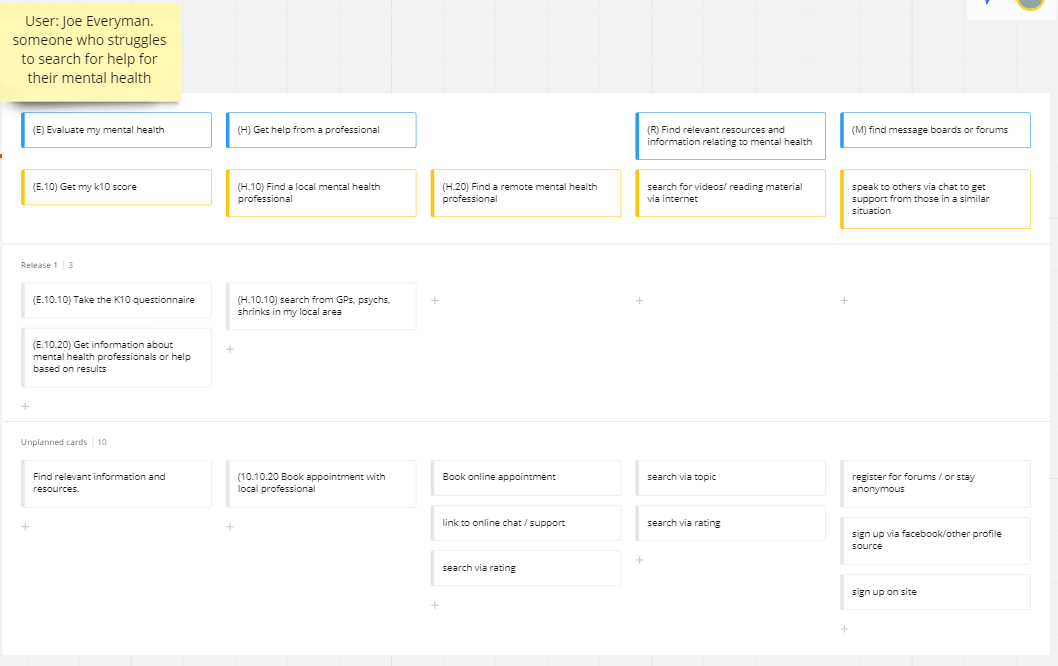 User: Joe Everyman.
someone who struggles
to search for help for
their mental health
(E) Evaluate my mental health
(H) Get help from a professional
(R) Find relevant resources and
information relating to mental health
(M) find message boards or forums
(E.10) Get my k10 score
(H.10) Find a local mental health
professional
(H.20) Find a remote mental health
professional
search for videos/ reading material
via internet
speak to others via chat to get
support from those in a similar
situation
Release 1 | 3
(E.10.10) Take the K10 questionnaire
(E.10.20) Get information about
mental health professionals or help
based on results
(H.10.10) search from GPs, psychs,
shrinks in my local area
Unplanned cards | 10
Find relevant information and
resources.
(10.10.20 Book appointment with
local professional
Book online appointment
link to online chat / support
search via rating
search via topic
search via rating
register for forums / or stay
anonymous
sign up via facebook/other profile
source
sign up on site